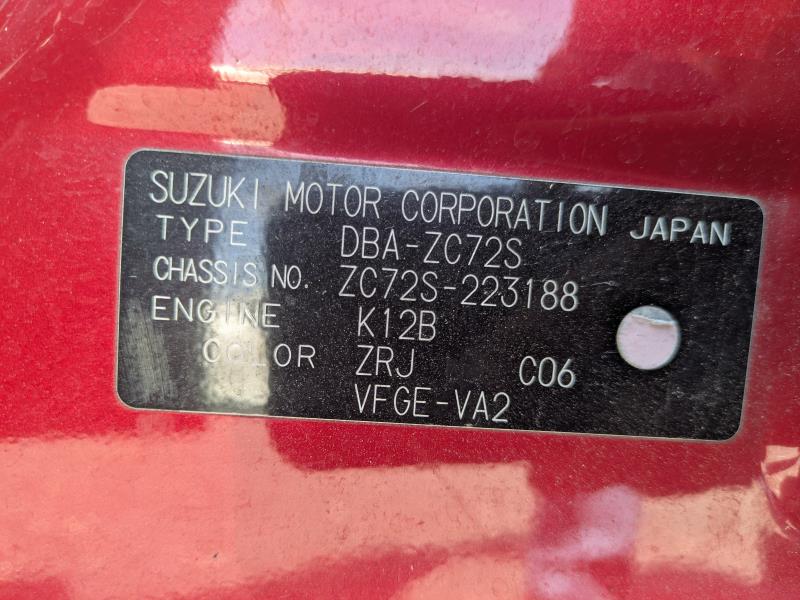 SUZUKI MOTOR CORPORATION JAPAN
TYPE DBA-ZC72S
CHASSIS NO. ZC72S-223188
ENGINE K12B
COLOR ZRJ C06
VFGE-VA2